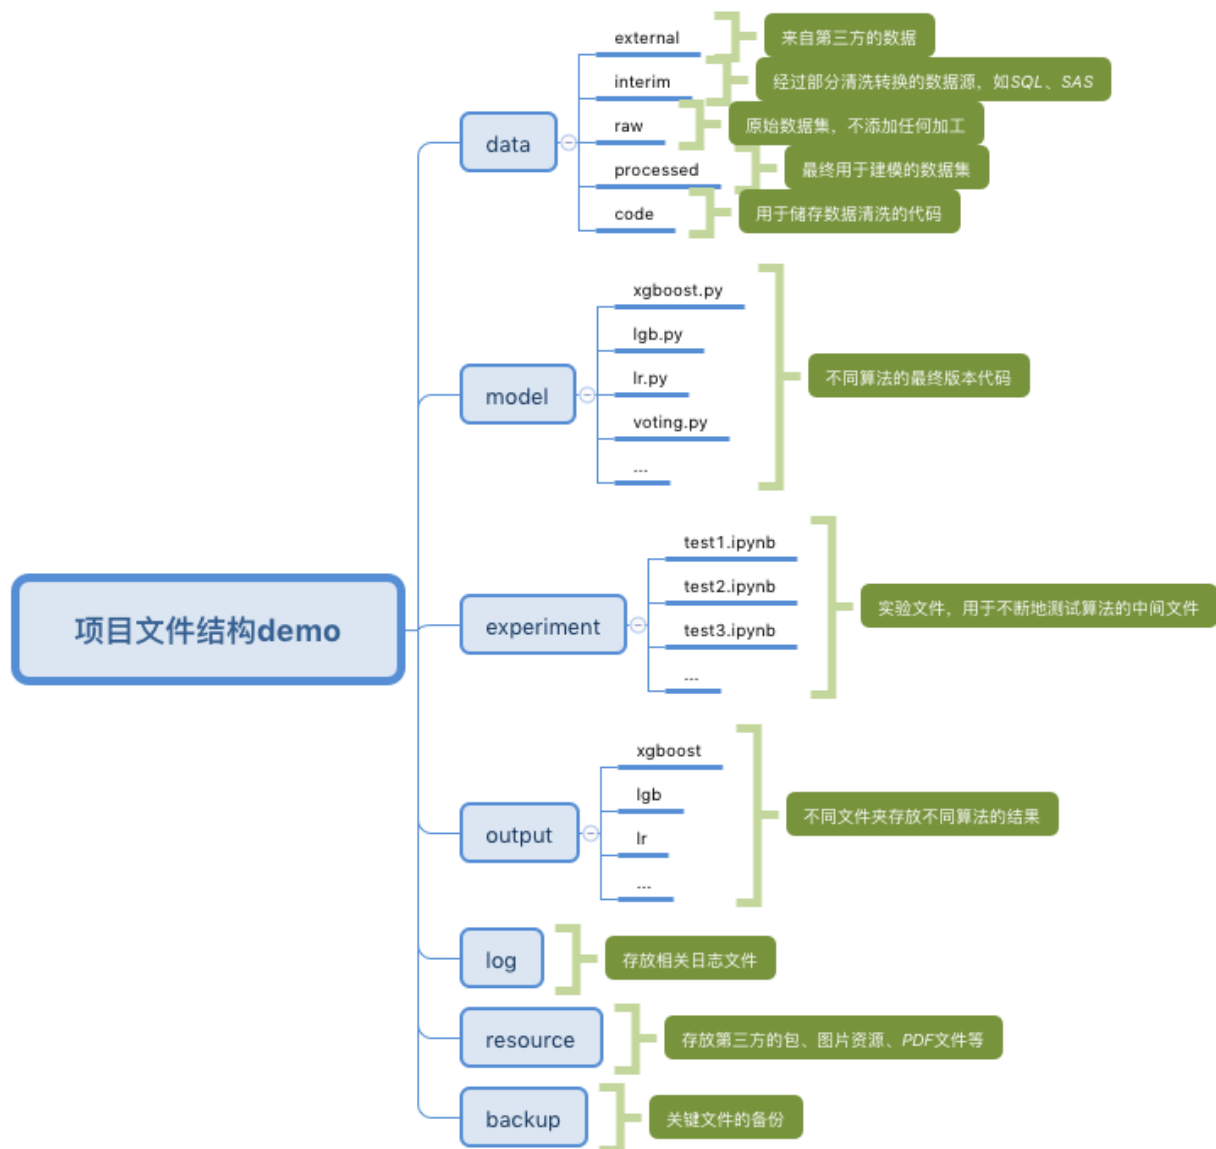 项目文件结构demo
data
external
来自第三方的数据
interim
经过部分清洗转换的数据源，如SQL、SAS
raw
原始数据集，不添加任何加工
processed
最终用于建模的数据集
code
用于储存数据清洗的代码
model
xgboost.py
lgb.py
lr.py
voting.py
...
不同算法的最终版本代码
experiment
test1.ipynb
test2.ipynb
test3.ipynb
...
实验文件，用于不断地测试算法的中间文件
output
xgboost
lgb
lr
...
不同文件夹存放不同算法的结果
log
存放相关日志文件
resource
存放第三方的包、图片资源、PDF文件等
backup
关键文件的备份